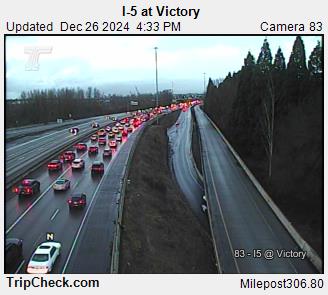 I-5 at Victory
Updated Dec 26 2024 4:33 PM Camera 83
N
83 - I5 @ Victory
TripCheck.com Milepost306.80